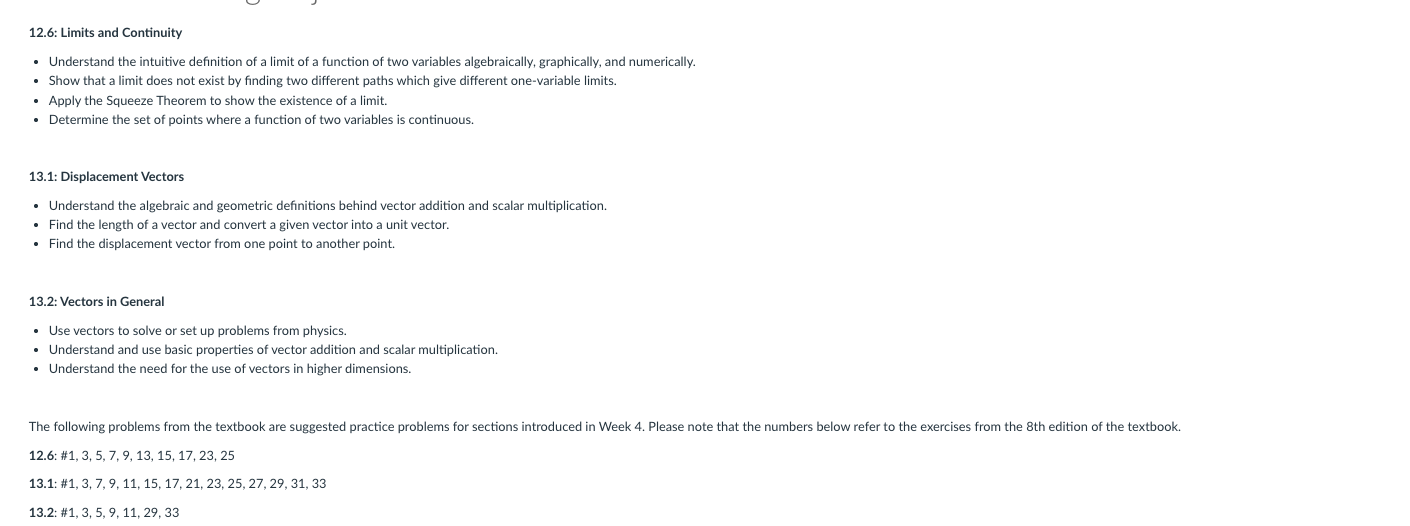 12.6: Limits and Continuity
• Understand the intuitive definition of a limit of a function of two variables algebraically, graphically, and numerically.
• Show that a limit does not exist by finding two different paths which give different one-variable limits.
• Apply the Squeeze Theorem to show the existence of a limit.
• Determine the set of points where a function of two variables is continuous.
13.1: Displacement Vectors
• Understand the algebraic and geometric definitions behind vector addition and scalar multiplication.
• Find the length of a vector and convert a given vector into a unit vector.
• Find the displacement vector from one point to another point.
13.2: Vectors in General
• Use vectors to solve or set up problems from physics.
• Understand and use basic properties of vector addition and scalar multiplication.
• Understand the need for the use of vectors in higher dimensions.
The following problems from the textbook are suggested practice problems for sections introduced in Week 4. Please note that the numbers below refer to the exercises from the 8th edition of the textbook.
12.6: #1, 3, 5, 7, 9, 13, 15, 17, 23, 25
13.1: #1, 3, 7, 9, 11, 15, 17, 21, 23, 25, 27, 29, 31, 33
13.2: #1, 3, 5, 9, 11, 29, 33